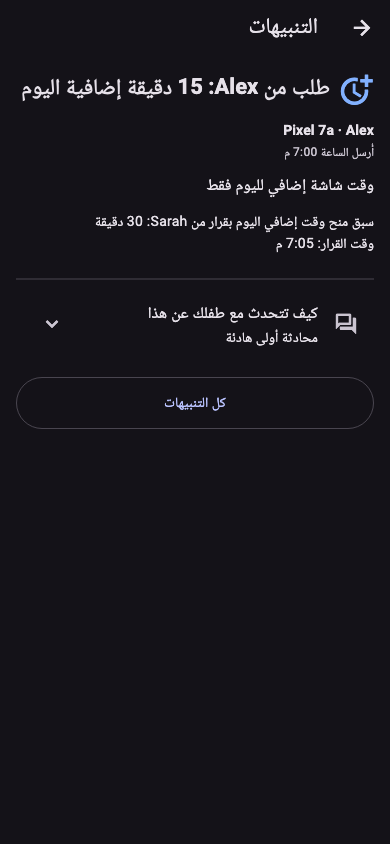 التنبيهات
طلب من Alex: 15 دقيقة إضافية اليوم
Pixel 7a · Alex
أرسل الساعة 7:00 م
وقت شاشة إضافي لليوم فقط
سبق منح وقت إضافي اليوم بقرار من Sarah: 30 دقيقة
وقت القرار: 7:05 م
كيف تتحدث مع طفلك عن هذا
محادثة أولى هادئة
كل التنبيهات